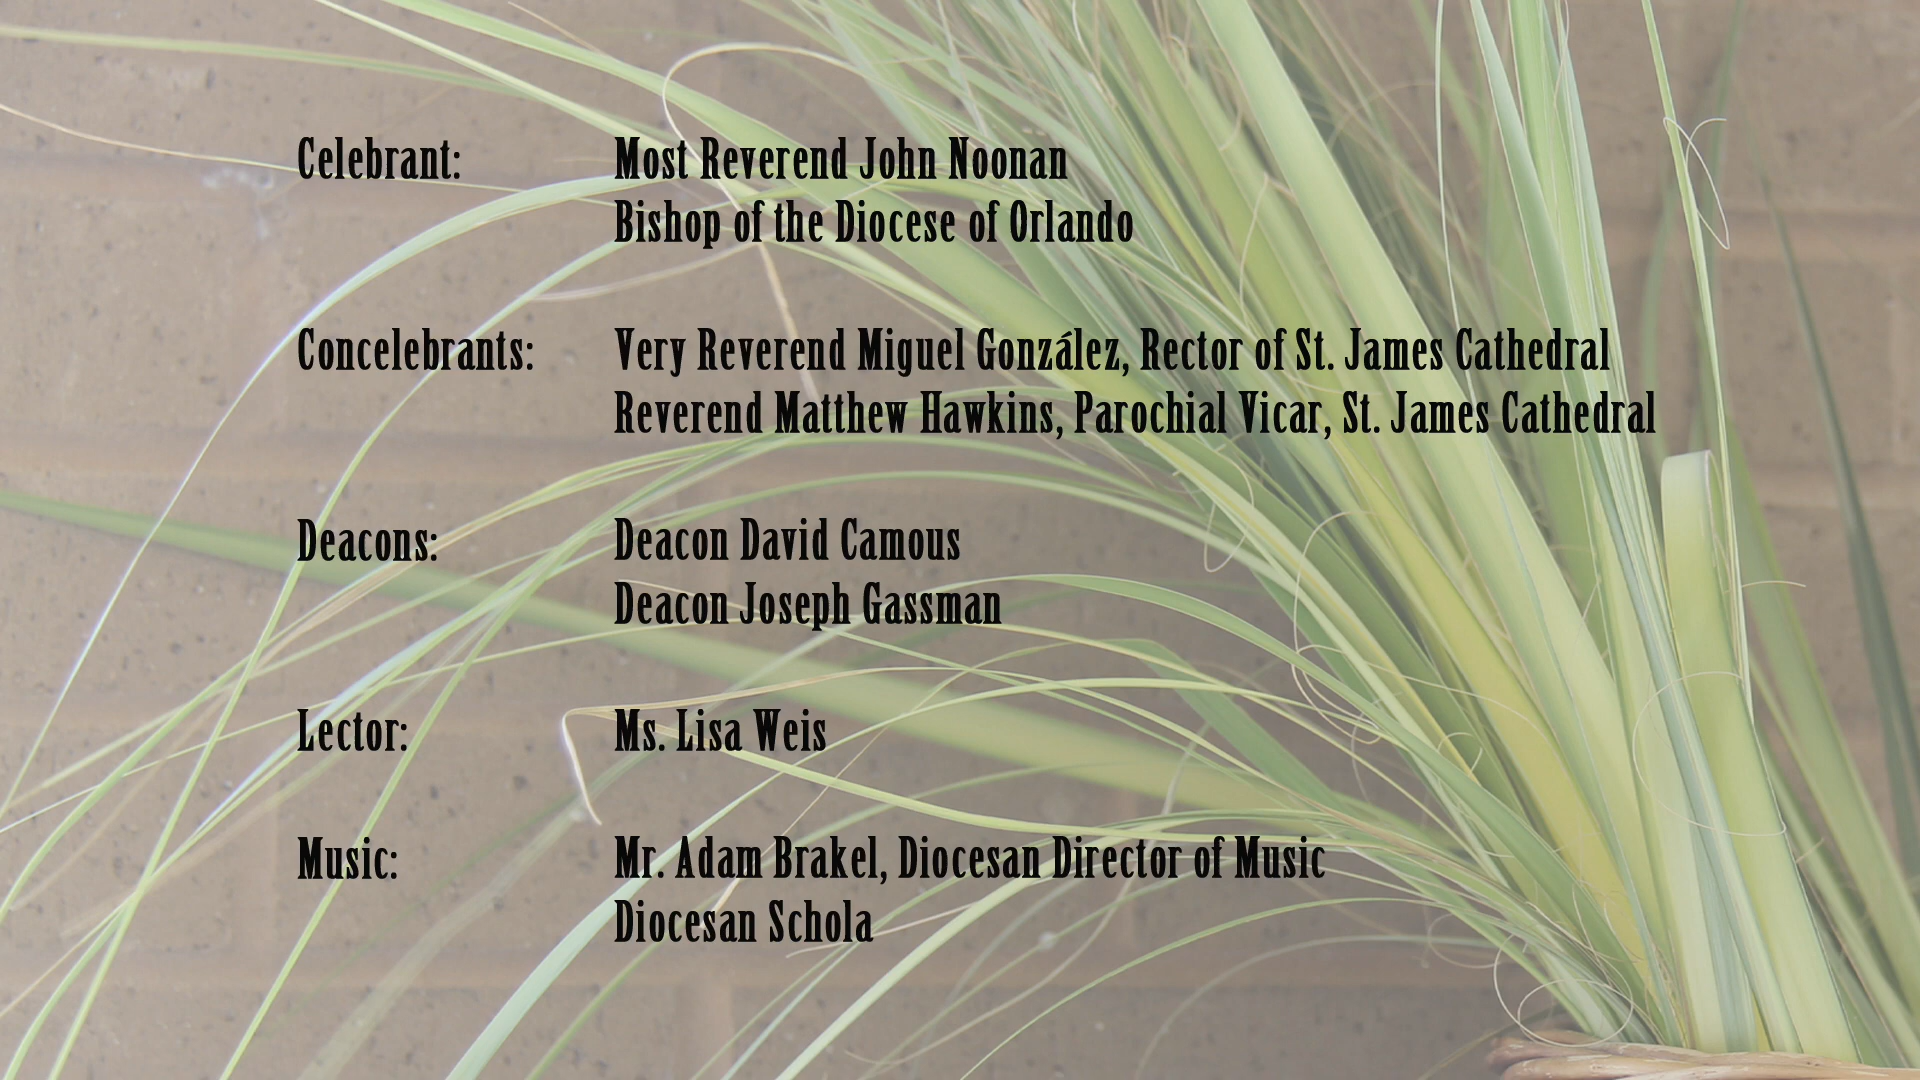 Celebrant: Most Reverend John Noonan
Bishop of the Diocese of Orlando
Concelebrants: Very Reverend Miguel González, Rector of St. James Cathedral
Reverend Matthew Hawkins, Parochial Vicar, St. James Cathedral
Deacons: Deacon David Camous
Deacon Joseph Gassman
Lector: Ms. Lisa Weis
Music: Mr. Adam Brakel, Diocesan Director of Music
Diocesan Schola